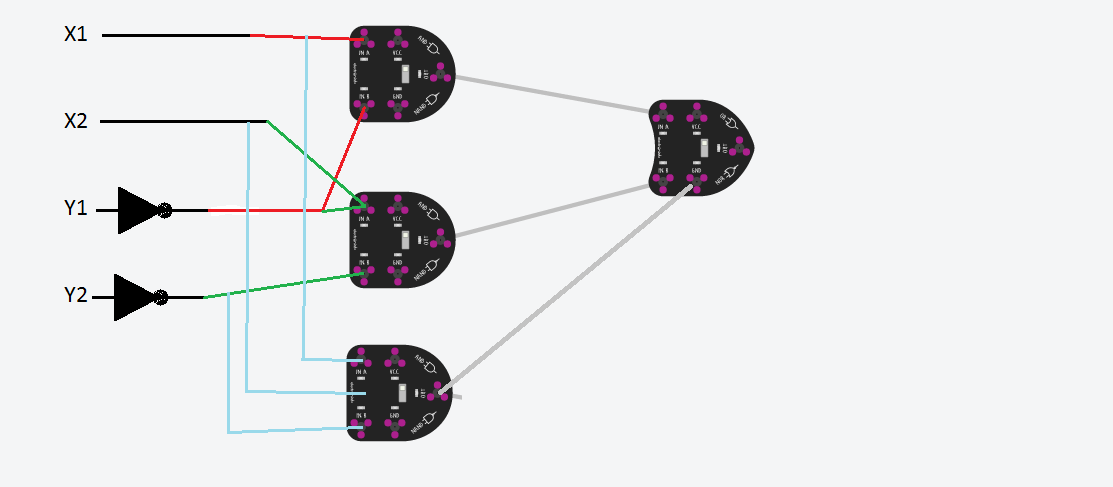 X1
AND
IN A
VCC
OUT
IN B
GND
NAND
X2
OR
IN A
VCC
OUT
IN B
GND
NOR
Y1
AND
IN A
VCC
OUT
IN B
GND
NAND
Y2
AND
IN A
VCC
OUT
IN B
GND
NAND